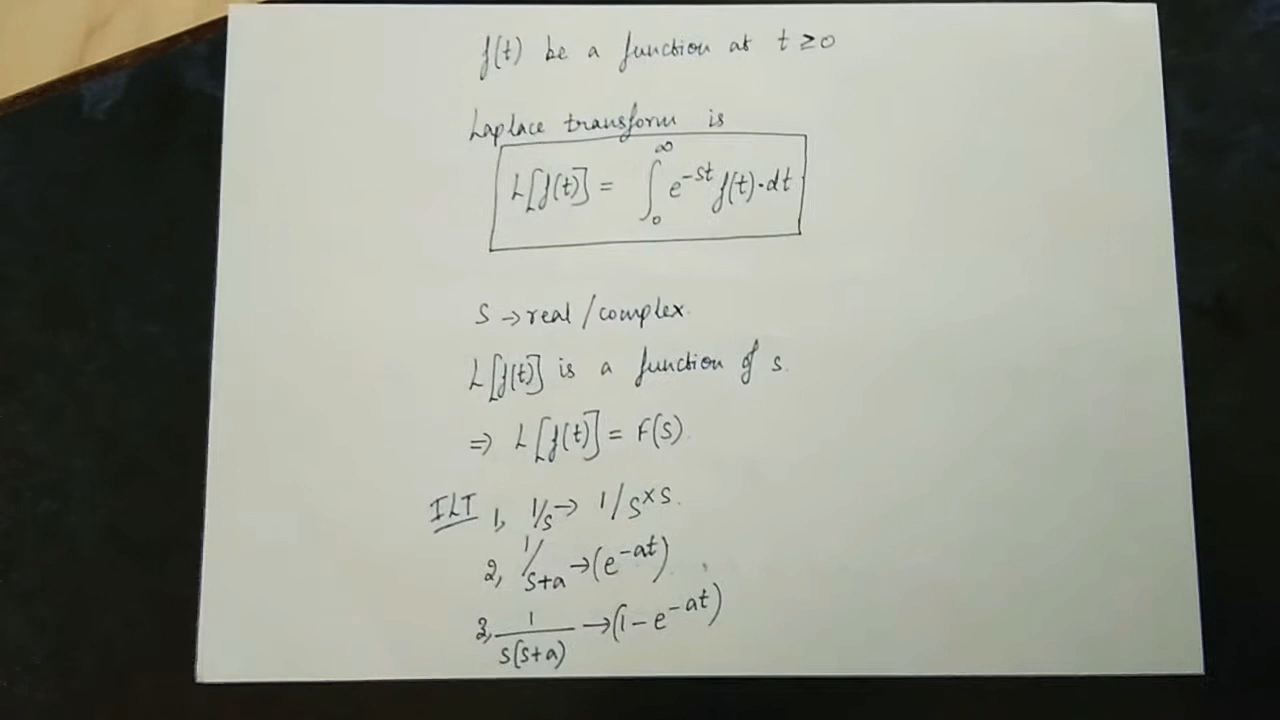 f(t) be a function at t ≥ 0
Laplace transform is
L[f(t)] = ∫₀^∞ e^{-st} f(t)·dt
S → real/complex.
L[f(t)] is a function of s.
⇒ L[f(t)] = F(S).
ILT 1, 1/s → 1/s×s.
2, 1/s+a → (e^{-at})
3, 1/s(s+a) → (1 - e^{-at})